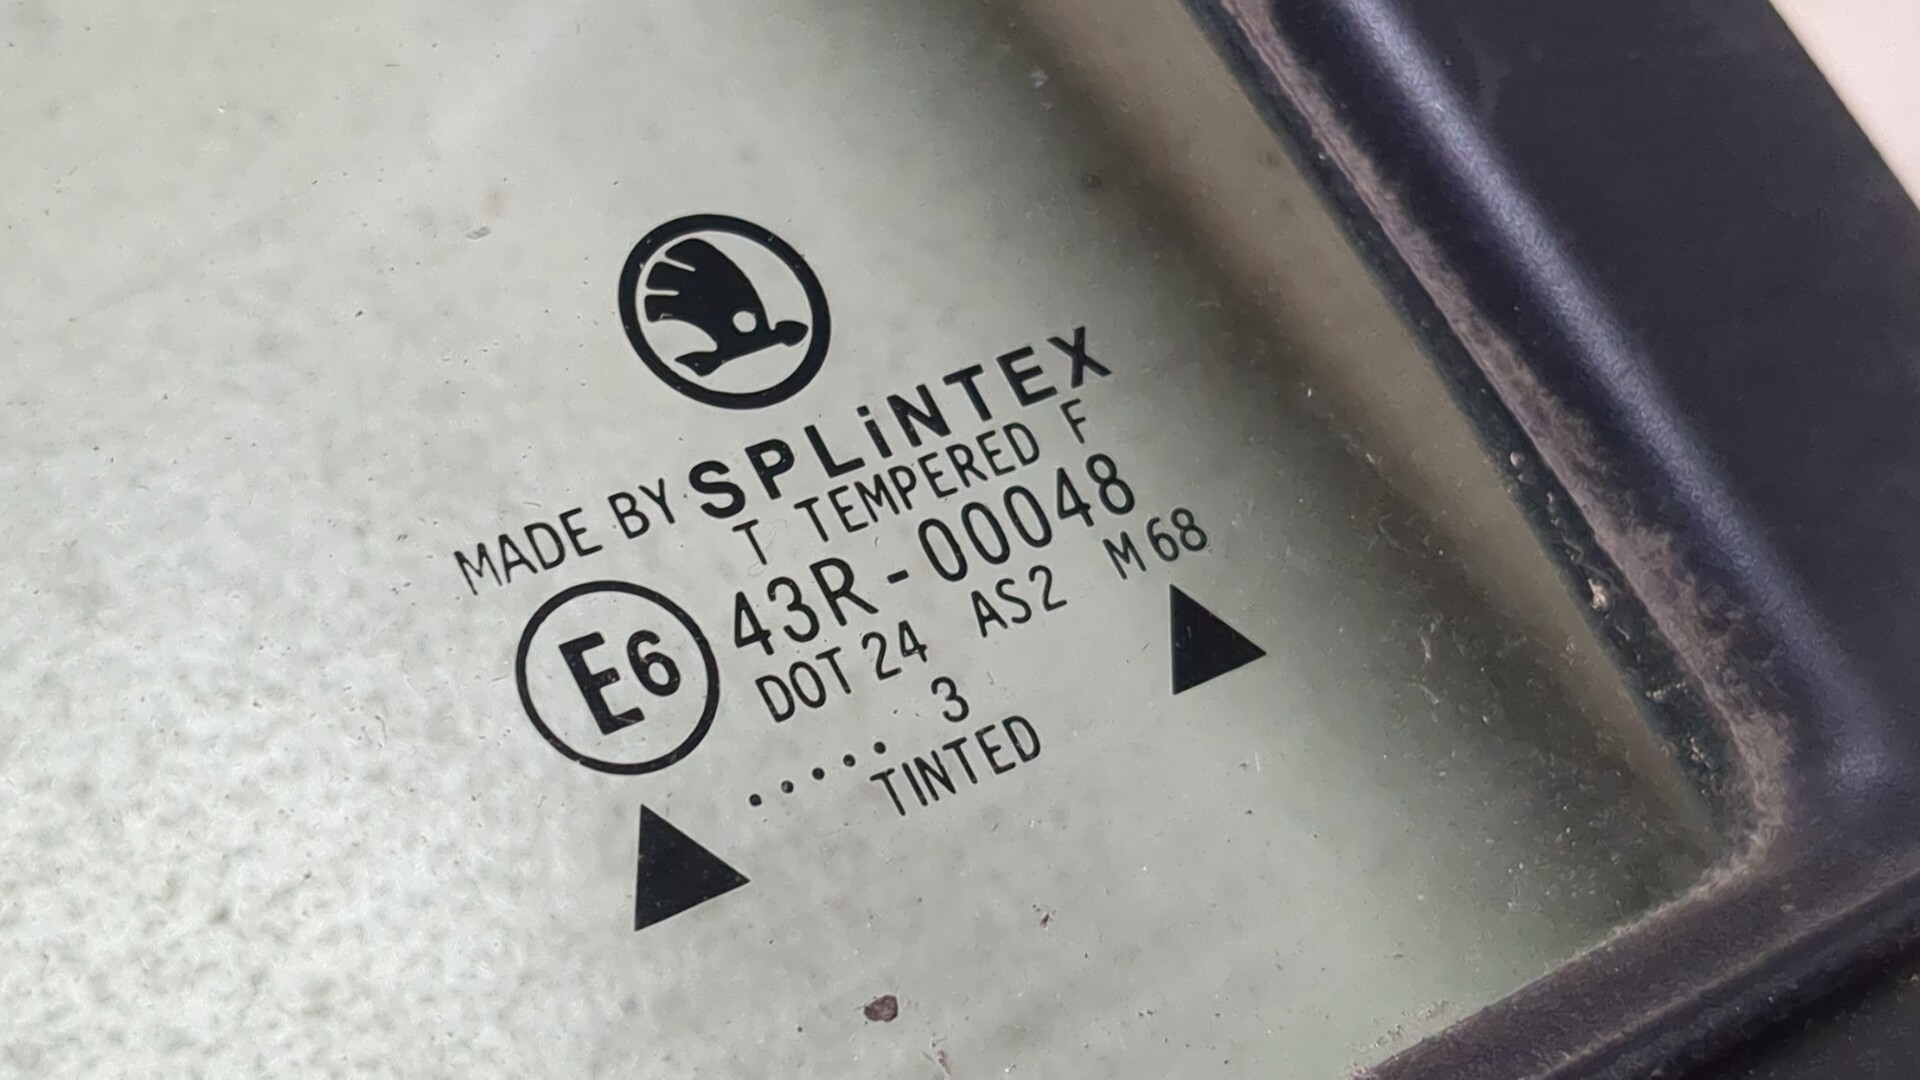 MADE BY SPLiNTEX
T TEMPERED F
E6 43R-00048
DOT 24 AS2 M68
..... 3
TINTED